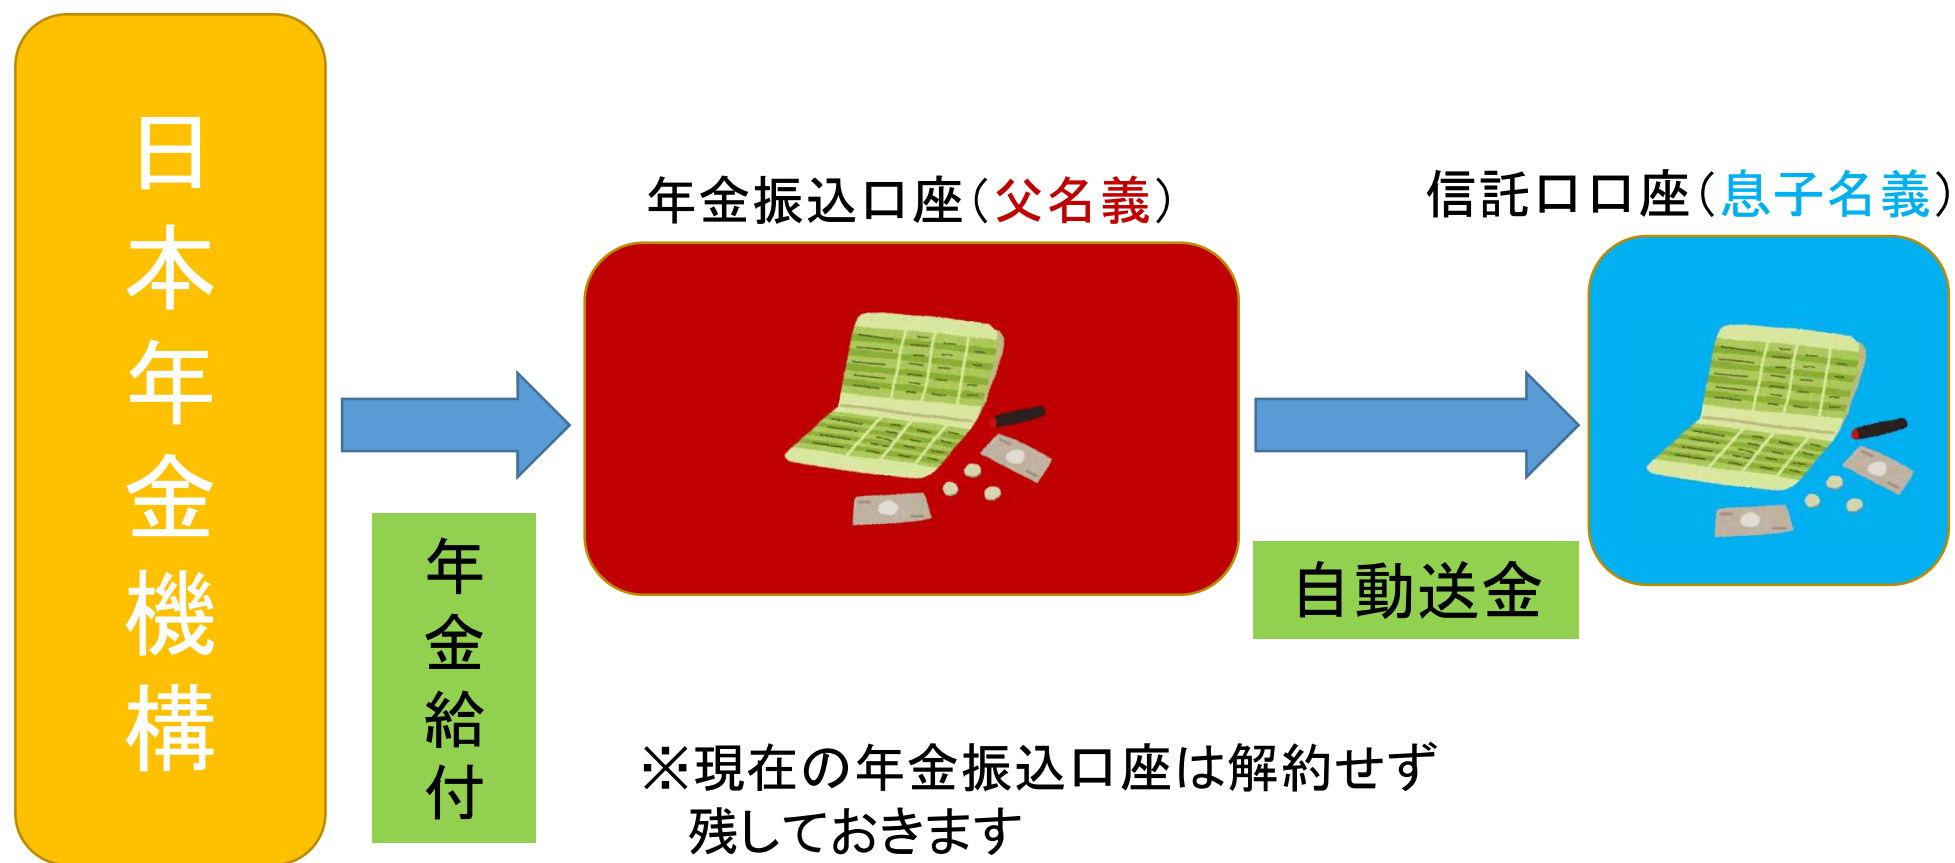 日本年金機構
年金給付
年金振込口座（父名義）
自動送金
信託口口座（息子名義）
※現在の年金振込口座は解約せず
残しておきます